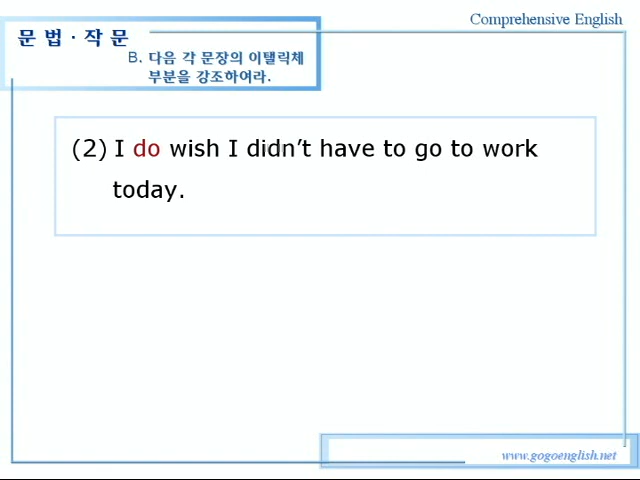 Comprehensive English
문 법 · 작 문
B. 다음 각 문장의 이탤릭체
부분을 강조하여라.
(2) I do wish I didn't have to go to work
today.
www.gogoenglish.net